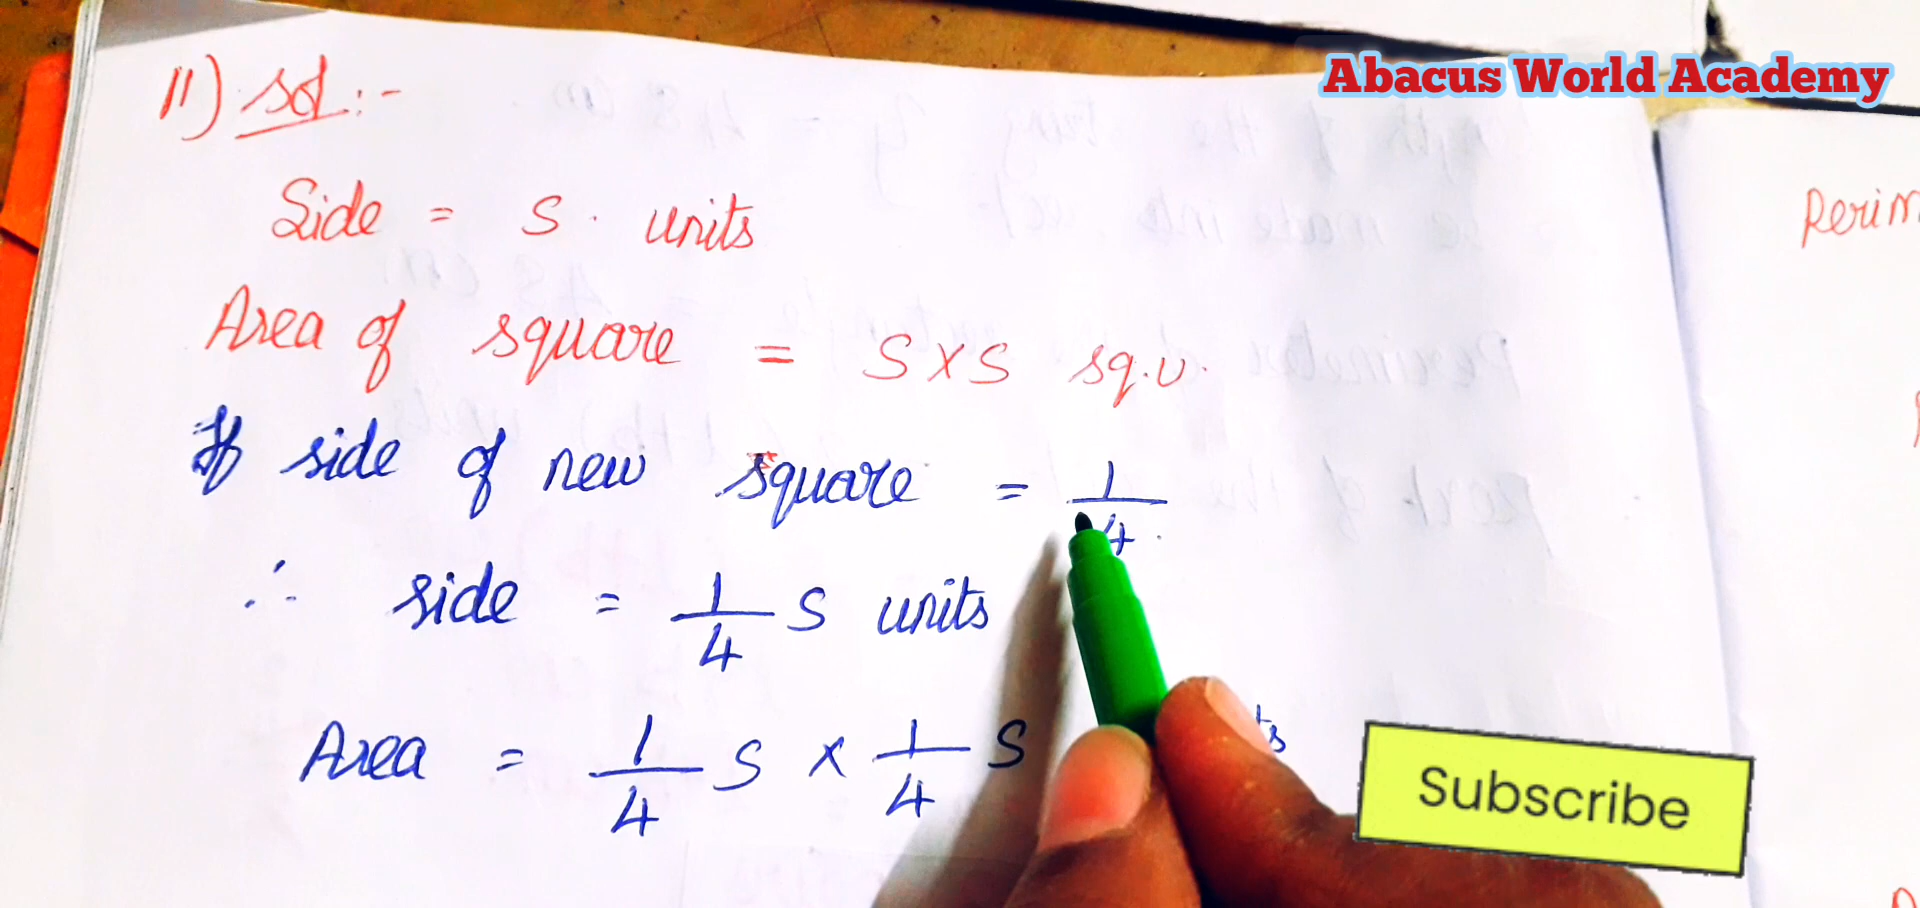 Abacus World Academy
11) Sol:-
Side = S. units
Area of square = S x S sq.u.
If side of new square = 1/4
∴ side = 1/4 S units
Area = 1/4 S x 1/4 S
Subscribe
Perim